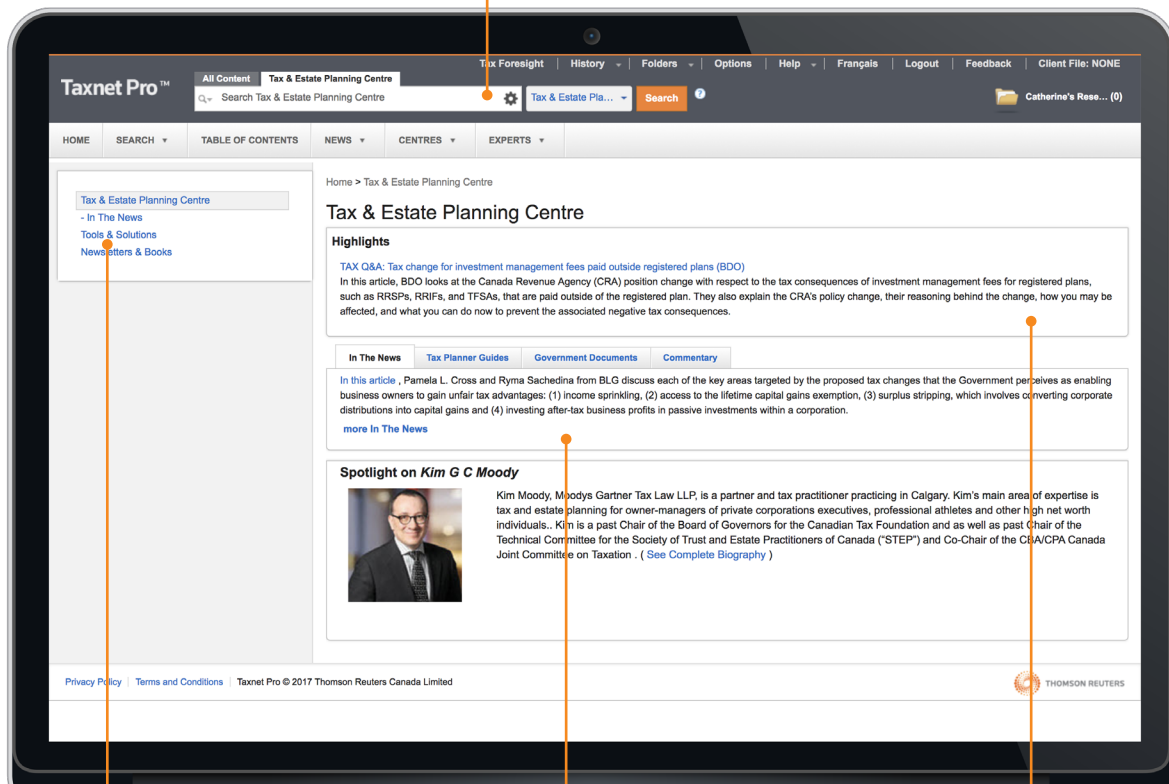 Tax Foresight | History | Folders | Options | Help | Français | Logout | Feedback | Client File: NONE
Taxnet Pro™
All Content Tax & Estate Planning Centre
Search Tax & Estate Planning Centre Tax & Estate Pla... Search ?
Catherine's Rese... (0)
HOME SEARCH TABLE OF CONTENTS NEWS CENTRES EXPERTS
Tax & Estate Planning Centre
- In The News
Tools & Solutions
Newsletters & Books
Home > Tax & Estate Planning Centre
Tax & Estate Planning Centre
Highlights
TAX Q&A: Tax change for investment management fees paid outside registered plans (BDO)
In this article, BDO looks at the Canada Revenue Agency (CRA) position change with respect to the tax consequences of investment management fees for registered plans,
such as RRSPs, RRIFs, and TFSAs, that are paid outside of the registered plan. They also explain the CRA's policy change, their reasoning behind the change, how you may be
affected, and what you can do now to prevent the associated negative tax consequences.
In The News Tax Planner Guides Government Documents Commentary
In this article , Pamela L. Cross and Ryma Sachedina from BLG discuss each of the key areas targeted by the proposed tax changes that the Government perceives as enabling
business owners to gain unfair tax advantages: (1) income sprinkling, (2) access to the lifetime capital gains exemption, (3) surplus stripping, which involves converting corporate
distributions into capital gains and (4) investing after-tax business profits in passive investments within a corporation.
more In The News
Spotlight on Kim G C Moody
Kim Moody, Moodys Gartner Tax Law LLP, is a partner and tax practitioner practicing in Calgary. Kim's main area of expertise is
tax and estate planning for owner-managers of private corporations executives, professional athletes and other high net worth
individuals.. Kim is a past Chair of the Board of Governors for the Canadian Tax Foundation and as well as past Chair of the
Technical Committee for the Society of Trust and Estate Practitioners of Canada ("STEP") and Co-Chair of the CBA/CPA Canada
Joint Committee on Taxation . ( See Complete Biography )
Privacy Policy | Terms and Conditions | Taxnet Pro © 2017 Thomson Reuters Canada Limited
THOMSON REUTERS